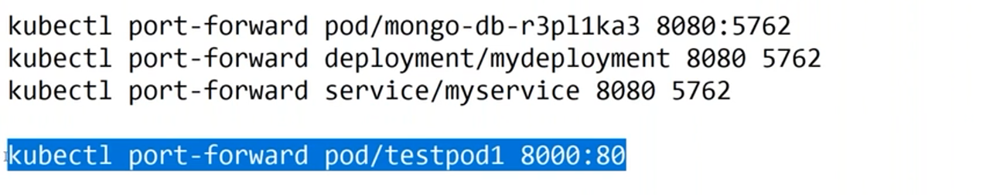 kubectl port-forward pod/mongo-db-r3pl1ka3 8080:5762
kubectl port-forward deployment/mydeployment 8080 5762
kubectl port-forward service/myservice 8080 5762
kubectl port-forward pod/testpod1 8000:80